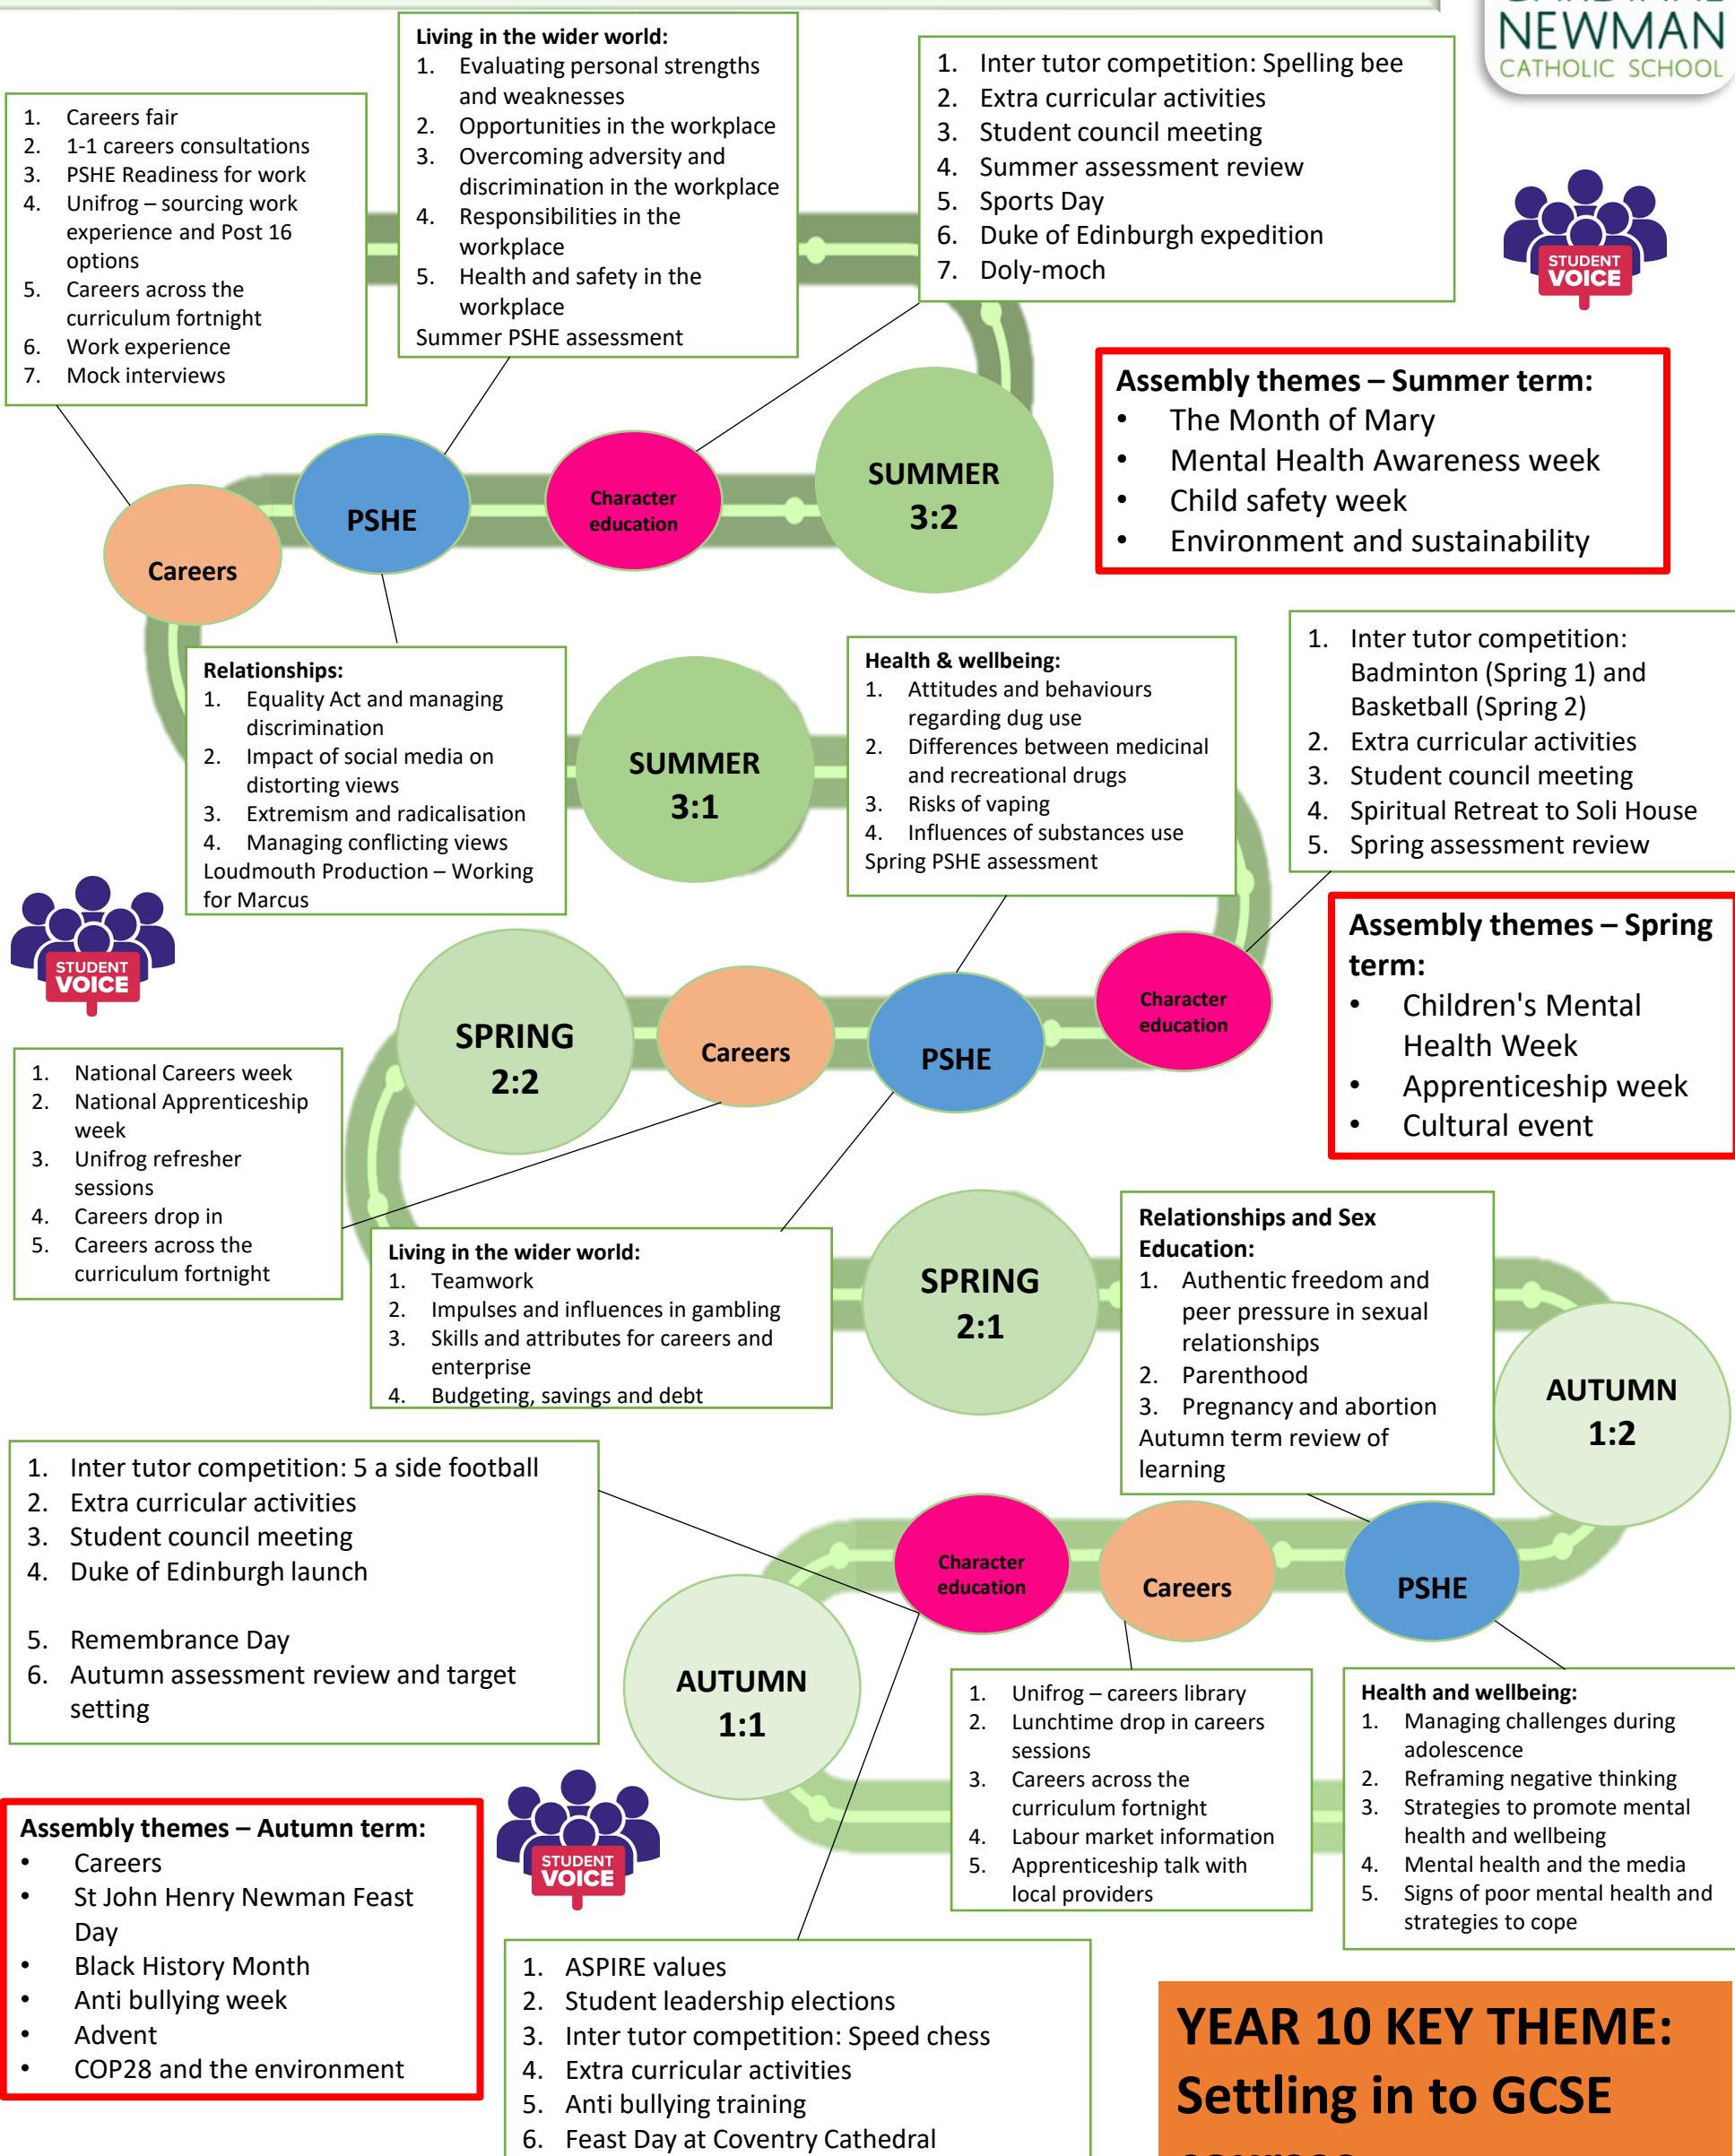 NEWMAN
CATHOLIC SCHOOL
Living in the wider world:
1. Evaluating personal strengths
and weaknesses
2. Opportunities in the workplace
3. Overcoming adversity and
discrimination in the workplace
4. Responsibilities in the
workplace
5. Health and safety in the
workplace
Summer PSHE assessment
1. Inter tutor competition: Spelling bee
2. Extra curricular activities
3. Student council meeting
4. Summer assessment review
5. Sports Day
6. Duke of Edinburgh expedition
7. Doly-moch
1. Careers fair
2. 1-1 careers consultations
3. PSHE Readiness for work
4. Unifrog – sourcing work
experience and Post 16
options
5. Careers across the
curriculum fortnight
6. Work experience
7. Mock interviews
STUDENT
VOICE
Assembly themes – Summer term:
• The Month of Mary
• Mental Health Awareness week
• Child safety week
• Environment and sustainability
SUMMER
3:2
Character
education
PSHE
Careers
Relationships:
1. Equality Act and managing
discrimination
2. Impact of social media on
distorting views
3. Extremism and radicalisation
4. Managing conflicting views
Loudmouth Production – Working
for Marcus
SUMMER
3:1
Health & wellbeing:
1. Attitudes and behaviours
regarding dug use
2. Differences between medicinal
and recreational drugs
3. Risks of vaping
4. Influences of substances use
Spring PSHE assessment
1. Inter tutor competition:
Badminton (Spring 1) and
Basketball (Spring 2)
2. Extra curricular activities
3. Student council meeting
4. Spiritual Retreat to Soli House
5. Spring assessment review
STUDENT
VOICE
Assembly themes – Spring
term:
• Children's Mental
Health Week
• Apprenticeship week
• Cultural event
SPRING
2:2
Careers
PSHE
Character
education
1. National Careers week
2. National Apprenticeship
week
3. Unifrog refresher
sessions
4. Careers drop in
5. Careers across the
curriculum fortnight
Living in the wider world:
1. Teamwork
2. Impulses and influences in gambling
3. Skills and attributes for careers and
enterprise
4. Budgeting, savings and debt
SPRING
2:1
Relationships and Sex
Education:
1. Authentic freedom and
peer pressure in sexual
relationships
2. Parenthood
3. Pregnancy and abortion
Autumn term review of
learning
AUTUMN
1:2
1. Inter tutor competition: 5 a side football
2. Extra curricular activities
3. Student council meeting
4. Duke of Edinburgh launch
5. Remembrance Day
6. Autumn assessment review and target
setting
Character
education
Careers
PSHE
AUTUMN
1:1
1. Unifrog – careers library
2. Lunchtime drop in careers
sessions
3. Careers across the
curriculum fortnight
4. Labour market information
5. Apprenticeship talk with
local providers
Health and wellbeing:
1. Managing challenges during
adolescence
2. Reframing negative thinking
3. Strategies to promote mental
health and wellbeing
4. Mental health and the media
5. Signs of poor mental health and
strategies to cope
Assembly themes – Autumn term:
• Careers
• St John Henry Newman Feast
Day
• Black History Month
• Anti bullying week
• Advent
• COP28 and the environment
STUDENT
VOICE
1. ASPIRE values
2. Student leadership elections
3. Inter tutor competition: Speed chess
4. Extra curricular activities
5. Anti bullying training
6. Feast Day at Coventry Cathedral
YEAR 10 KEY THEME:
Settling in to GCSE